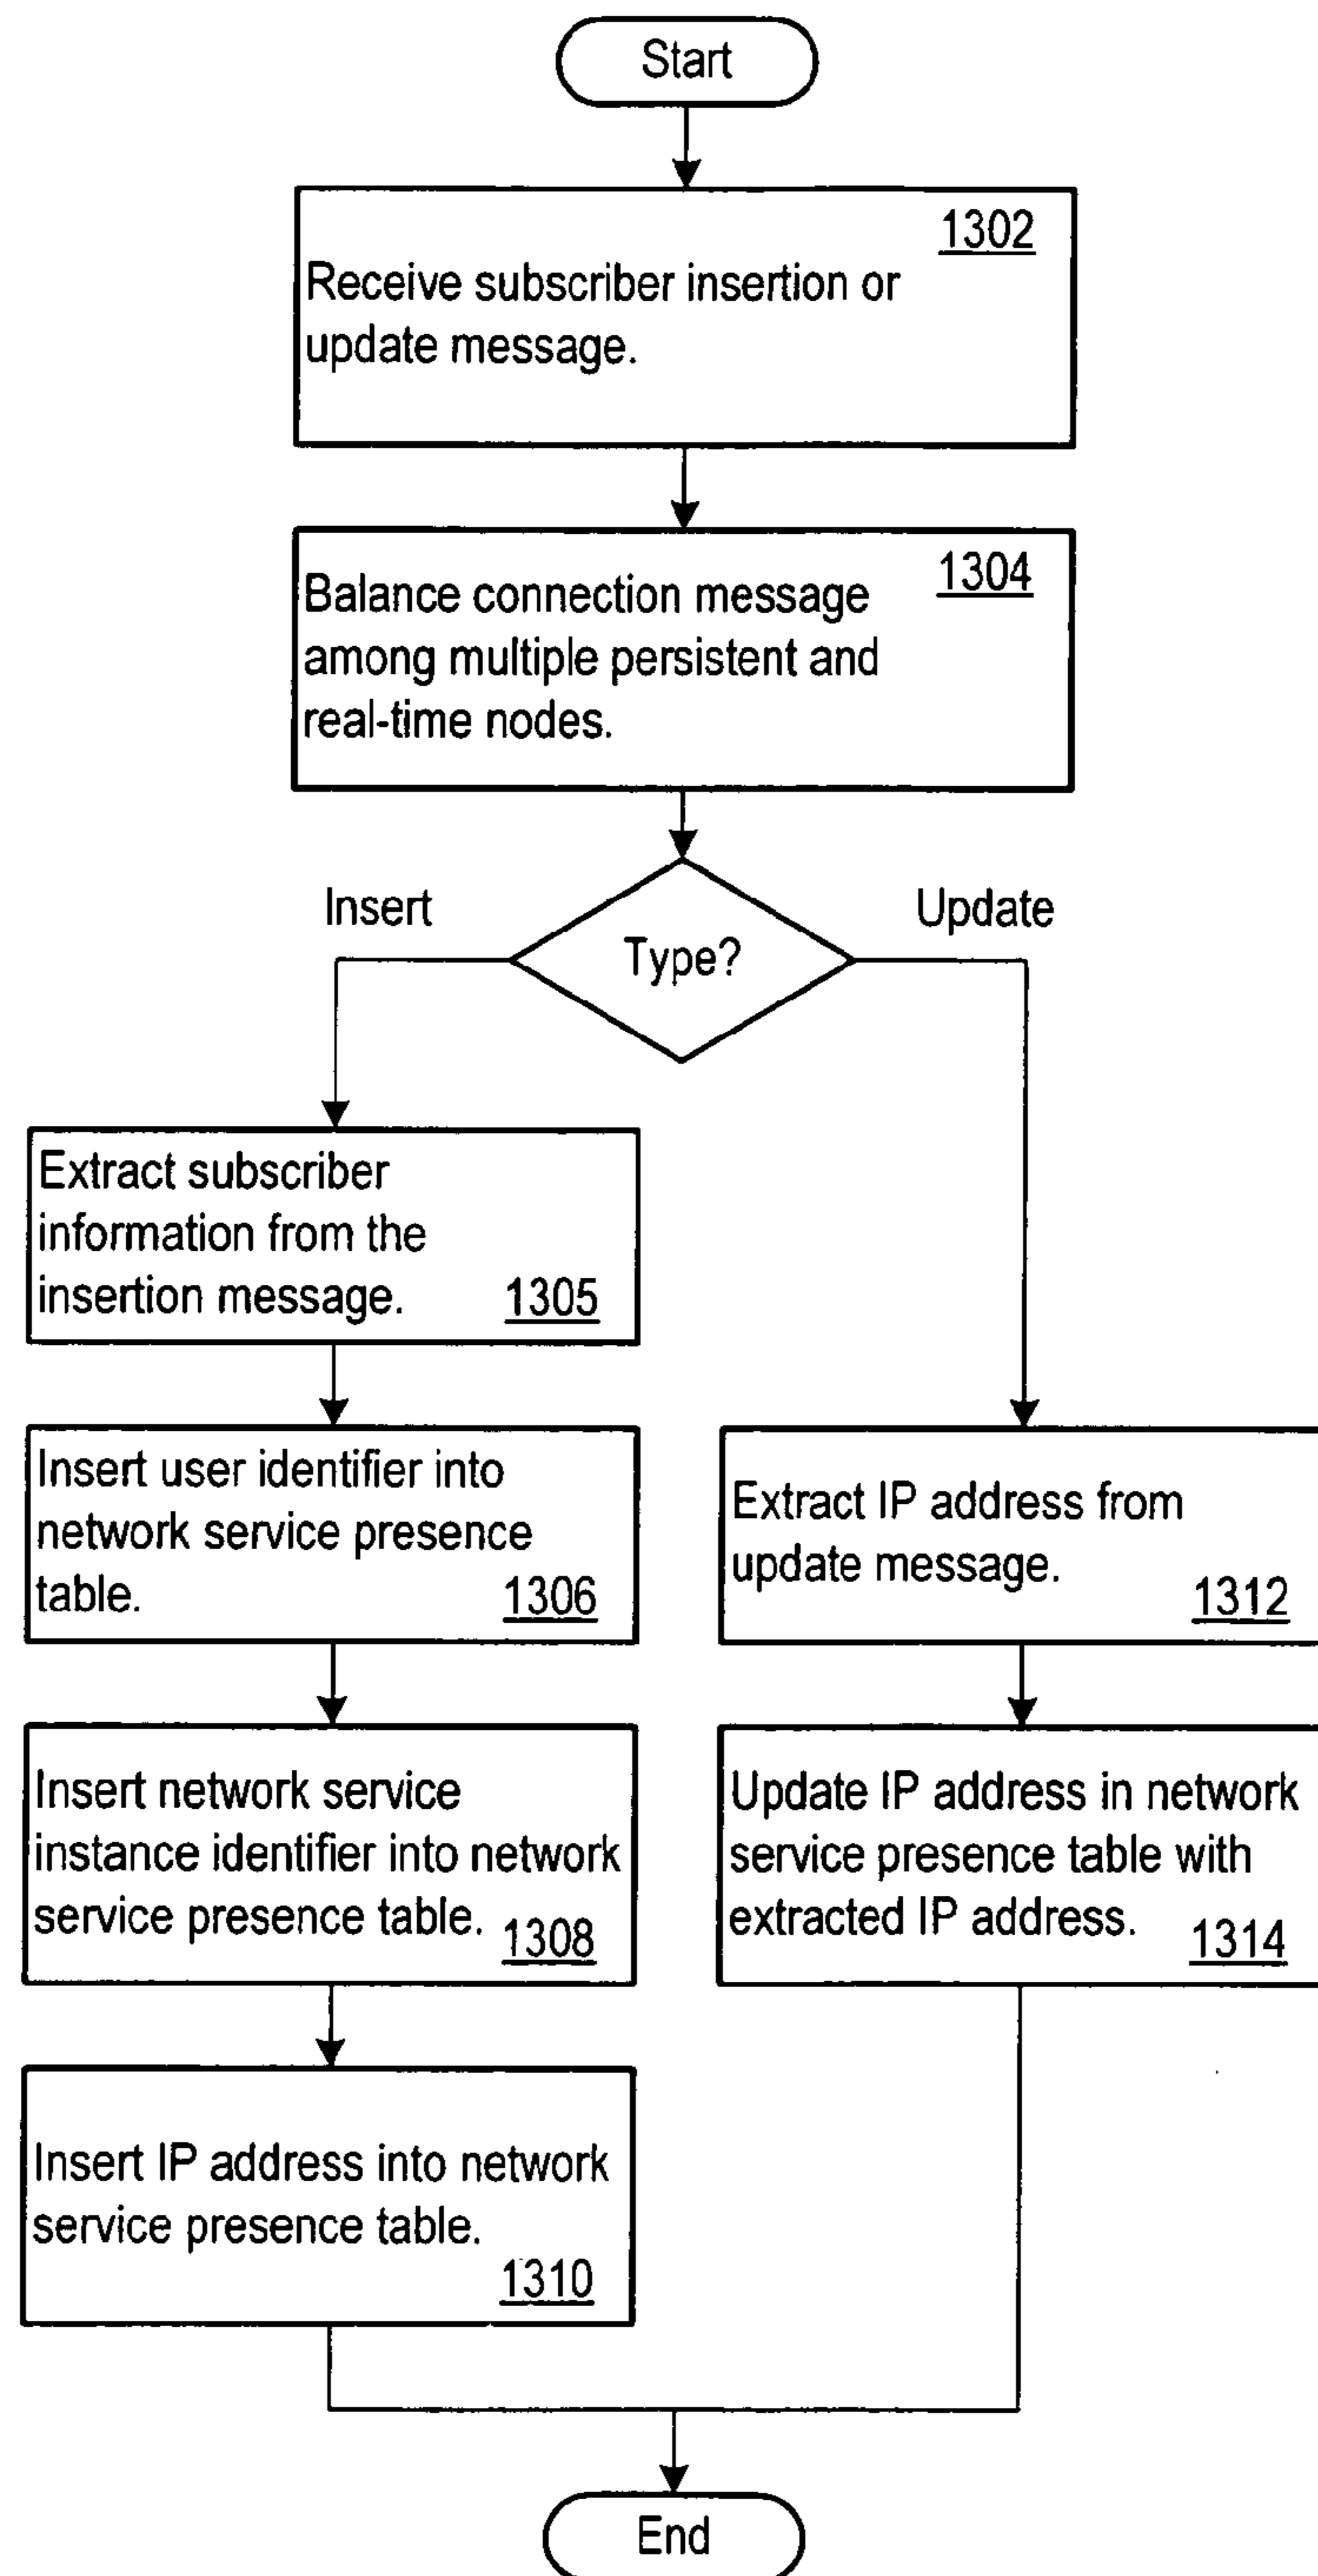 Start
1302
Receive subscriber insertion or
update message.
1304
Balance connection message
among multiple persistent and
real-time nodes.
Insert
Type?
Update
Extract subscriber
information from the
insertion message.
1305
Insert user identifier into
network service presence
table.
1306
Insert network service
instance identifier into network
service presence table.
1308
Insert IP address into network
service presence table.
1310
Extract IP address from
update message.
1312
Update IP address in network
service presence table with
extracted IP address.
1314
End